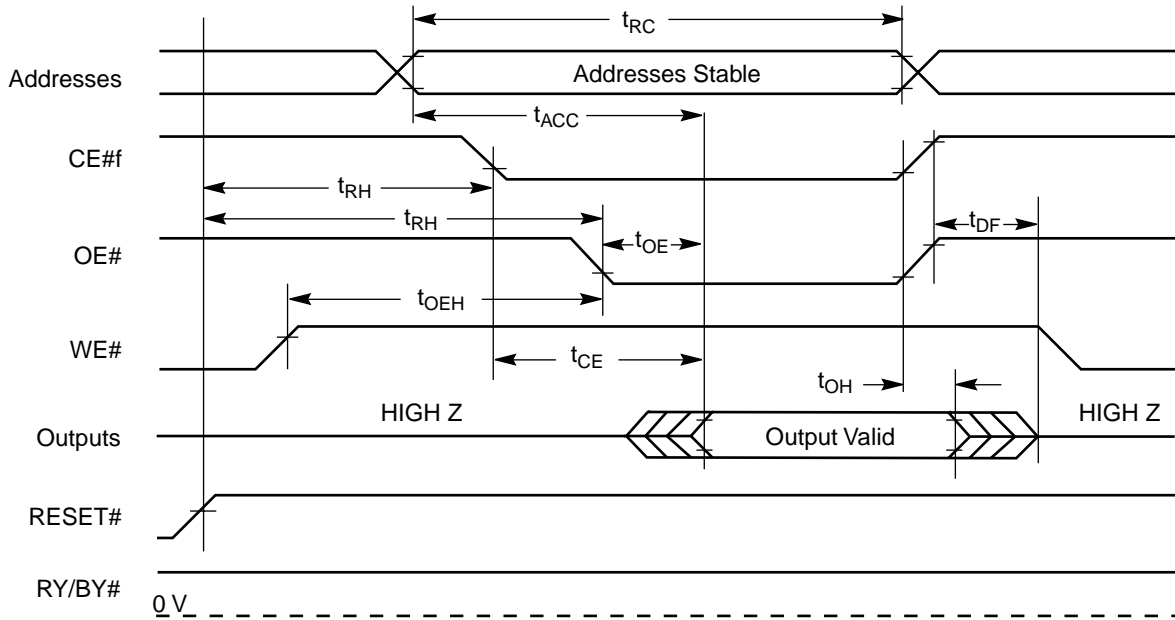 tRC
Addresses
Addresses Stable
tACC
CE#f
tRH
tRH
tOE
tDF
OE#
tOEH
WE#
tCE
tOH
HIGH Z
HIGH Z
Outputs
Output Valid
RESET#
RY/BY#
0 V